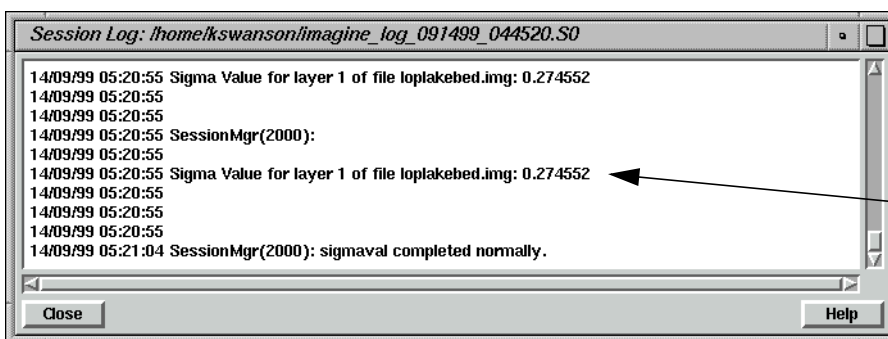 Session Log: /home/kswanson/imagine_log_091499_044520.S0
14/09/99 05:20:55 Sigma Value for layer 1 of file loplakebed.img: 0.274552
14/09/99 05:20:55
14/09/99 05:20:55
14/09/99 05:20:55 SessionMgr(2000):
14/09/99 05:20:55
14/09/99 05:20:55 Sigma Value for layer 1 of file loplakebed.img: 0.274552
14/09/99 05:20:55
14/09/99 05:20:55
14/09/99 05:20:55
14/09/99 05:21:04 SessionMgr(2000): sigmaval completed normally.
Close
Help